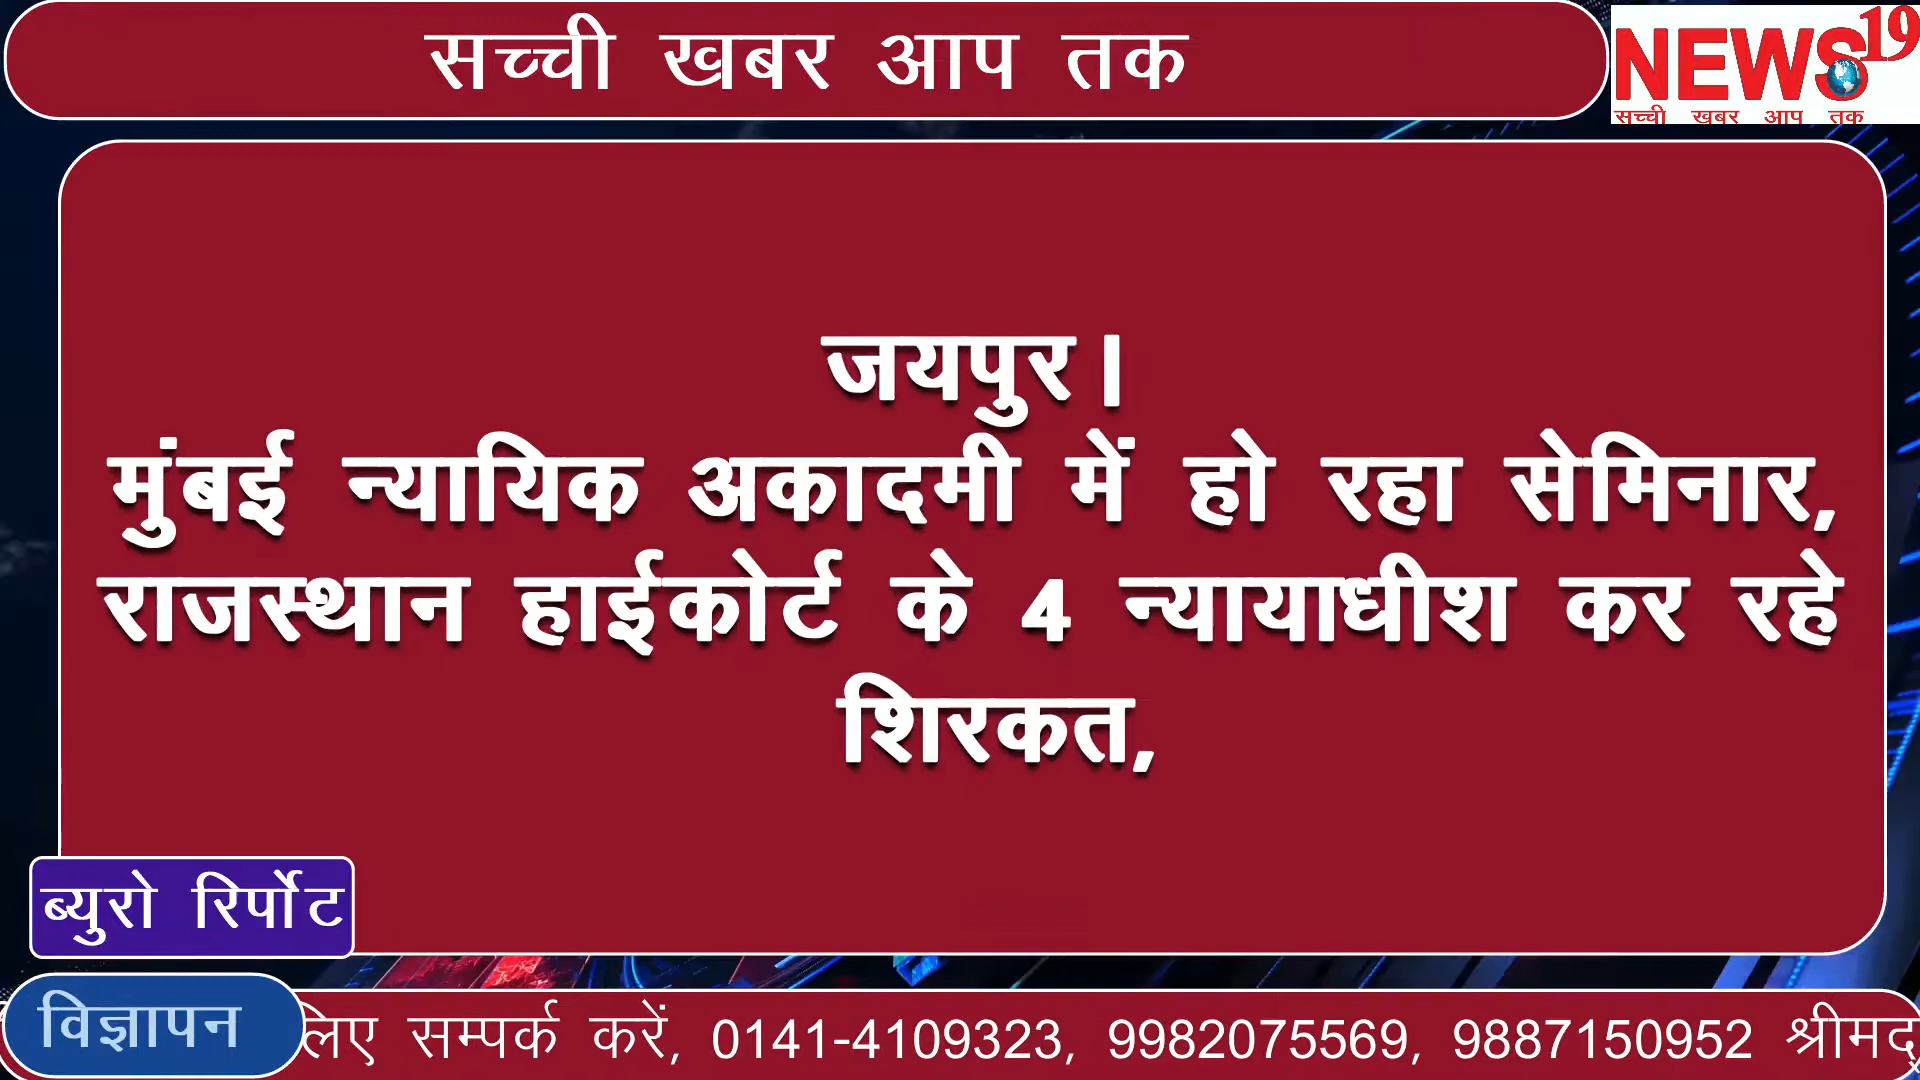 सच्ची खबर आप तक
NEWS19
सच्ची खबर आप तक
जयपुर।
मुंबई न्यायिक अकादमी में हो रहा सेमिनार,
राजस्थान हाईकोर्ट के 4 न्यायाधीश कर रहे
शिरकत,
ब्युरो रिर्पोट
विज्ञापन
लिए सम्पर्क करें, 0141-4109323, 9982075569, 9887150952 श्रीमद्